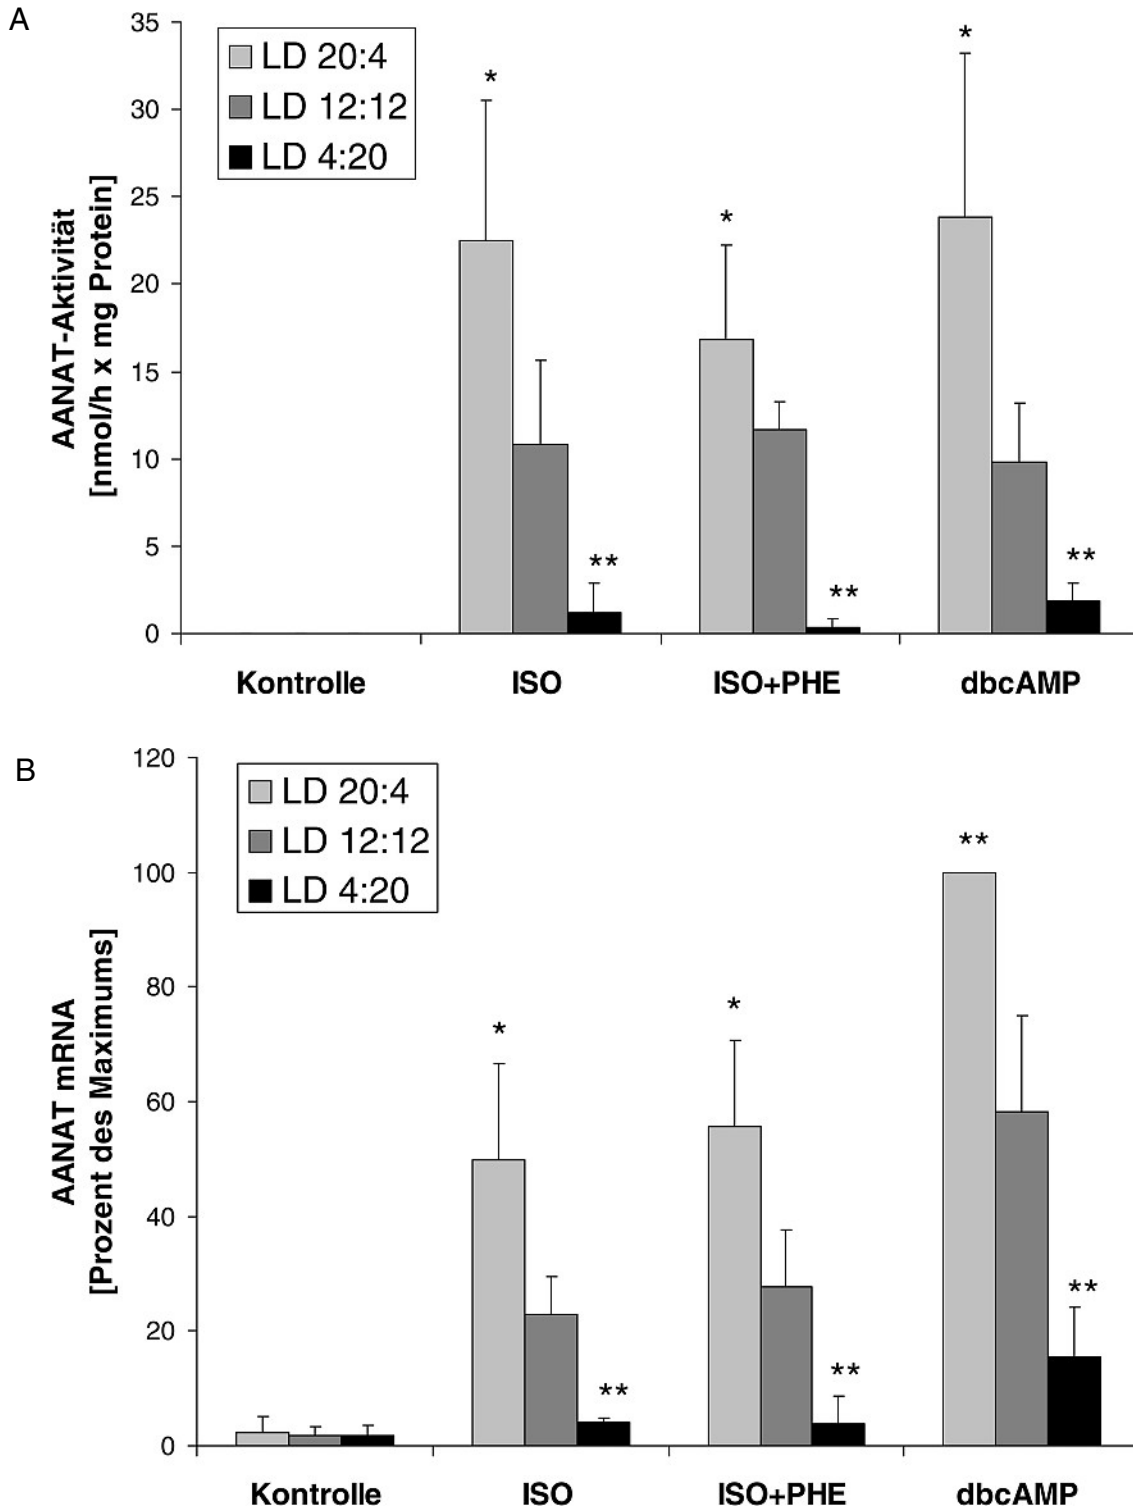 A
35
30
25
20
15
10
5
0
AANAT-Aktivität
[nmol/h x mg Protein]
LD 20:4
LD 12:12
LD 4:20
*
**
*
**
*
**
Kontrolle ISO ISO+PHE dbcAMP
B
120
100
80
60
40
20
0
AANAT mRNA
[Prozent des Maximums]
LD 20:4
LD 12:12
LD 4:20
*
**
*
**
**
**
Kontrolle ISO ISO+PHE dbcAMP